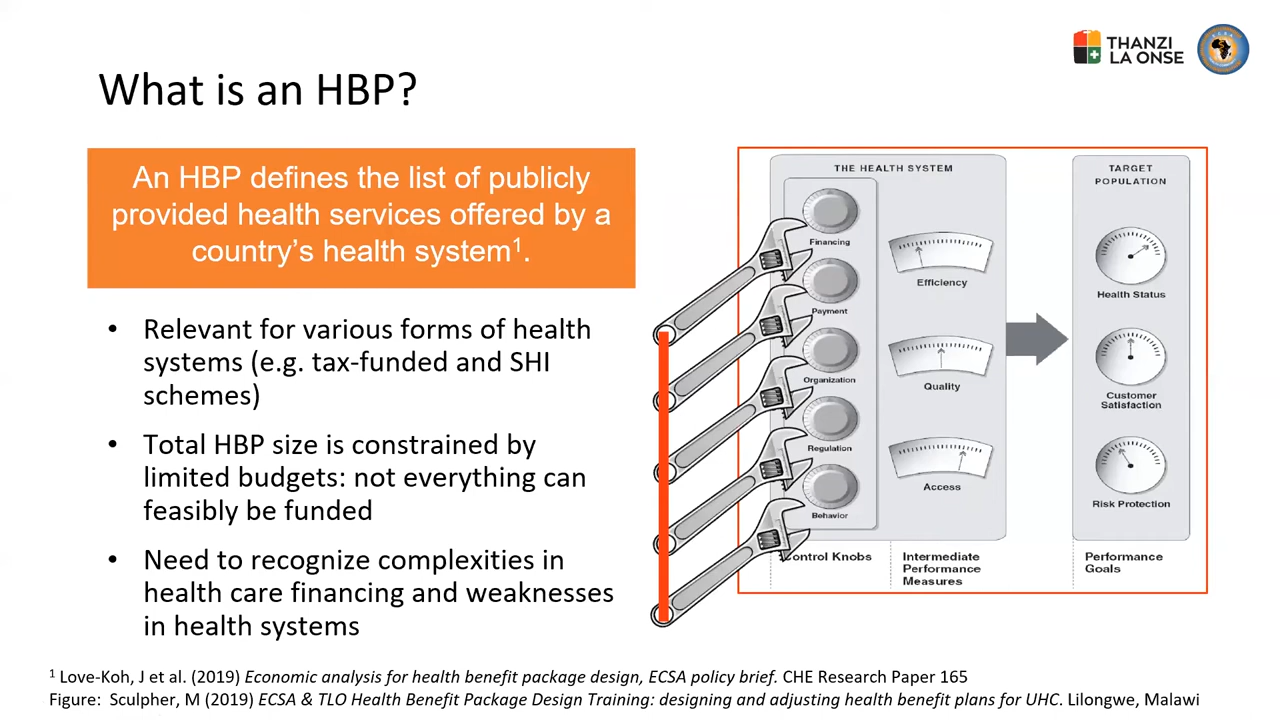 THANZI
LA ONSE
What is an HBP?
An HBP defines the list of publicly
provided health services offered by a
country's health system¹.
• Relevant for various forms of health
systems (e.g. tax-funded and SHI
schemes)
• Total HBP size is constrained by
limited budgets: not everything can
feasibly be funded
• Need to recognize complexities in
health care financing and weaknesses
in health systems
THE HEALTH SYSTEM
Financing
Payment
Organization
Regulation
Behavior
Control Knobs
Efficiency
Quality
Access
Intermediate
Performance
Measures
TARGET
POPULATION
Health Status
Customer
Satisfaction
Risk Protection
Performance
Goals
¹ Love-Koh, J et al. (2019) Economic analysis for health benefit package design, ECSA policy brief. CHE Research Paper 165
Figure: Sculpher, M (2019) ECSA & TLO Health Benefit Package Design Training: designing and adjusting health benefit plans for UHC. Lilongwe, Malawi